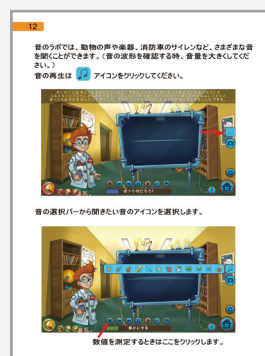 12
音のラボでは、動物の声や楽器、消防車のサイレンなど、さまざまな音
を聞くことができます。(音の波形を確認する時、音量を大きくしてくだ
さい。)
音の再生は アイコンをクリックしてください。
音の選択バーから聞きたい音のアイコンを選択します。
静かにする
数値を測定するときはここをクリックします。